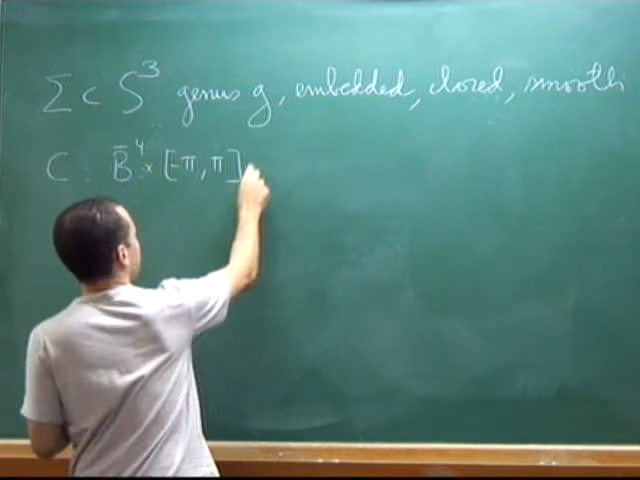 Σ ⊂ S³ genus g, embedded, closed, smooth
C : B̄⁴ × [-π, π]